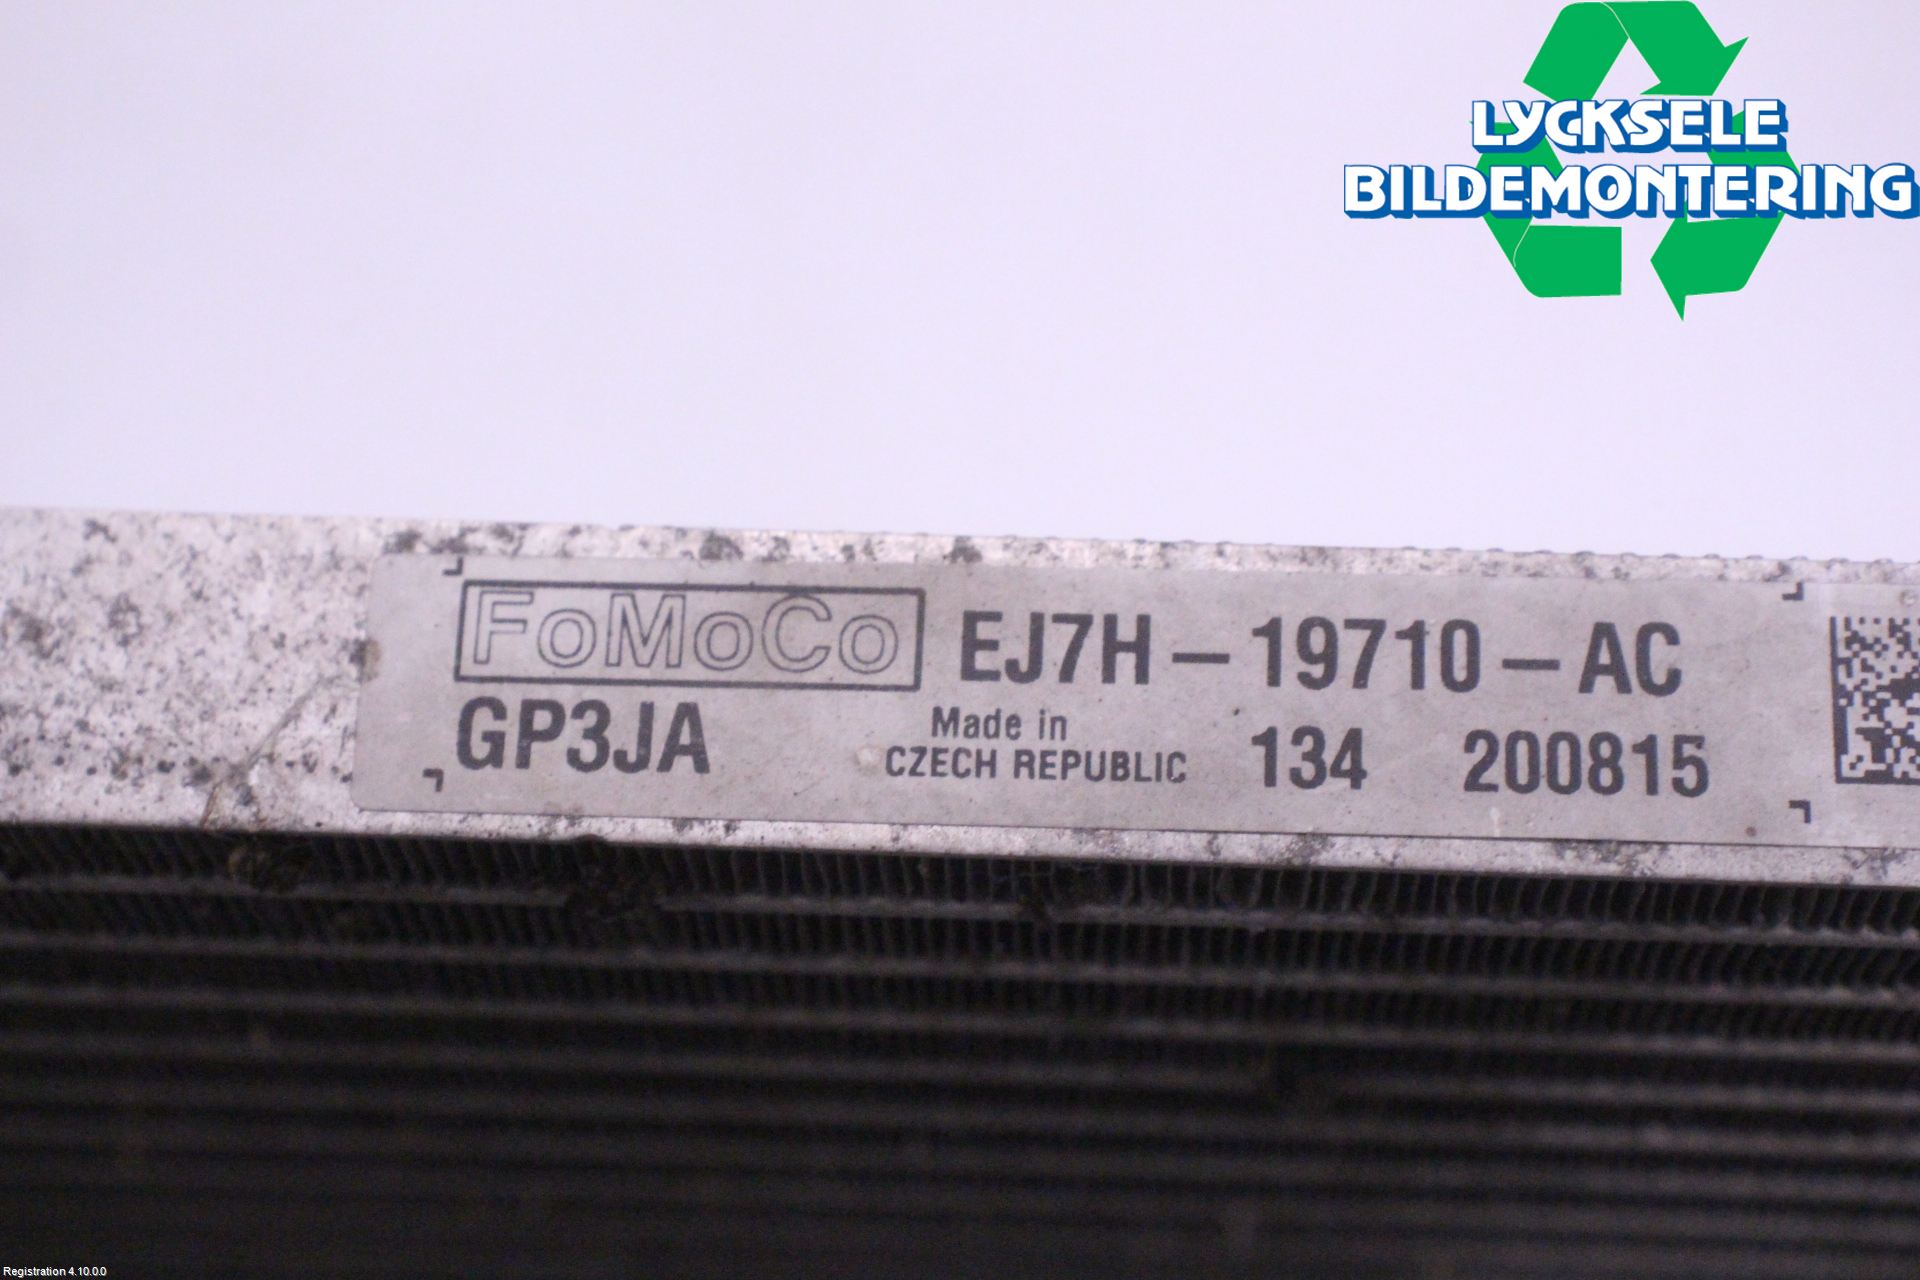 LYCKSELE
BILDEMONTERING
FoMoCo EJ7H-19710-AC
GP3JA Made in CZECH REPUBLIC 134 200815
Registration 4.10.0.0